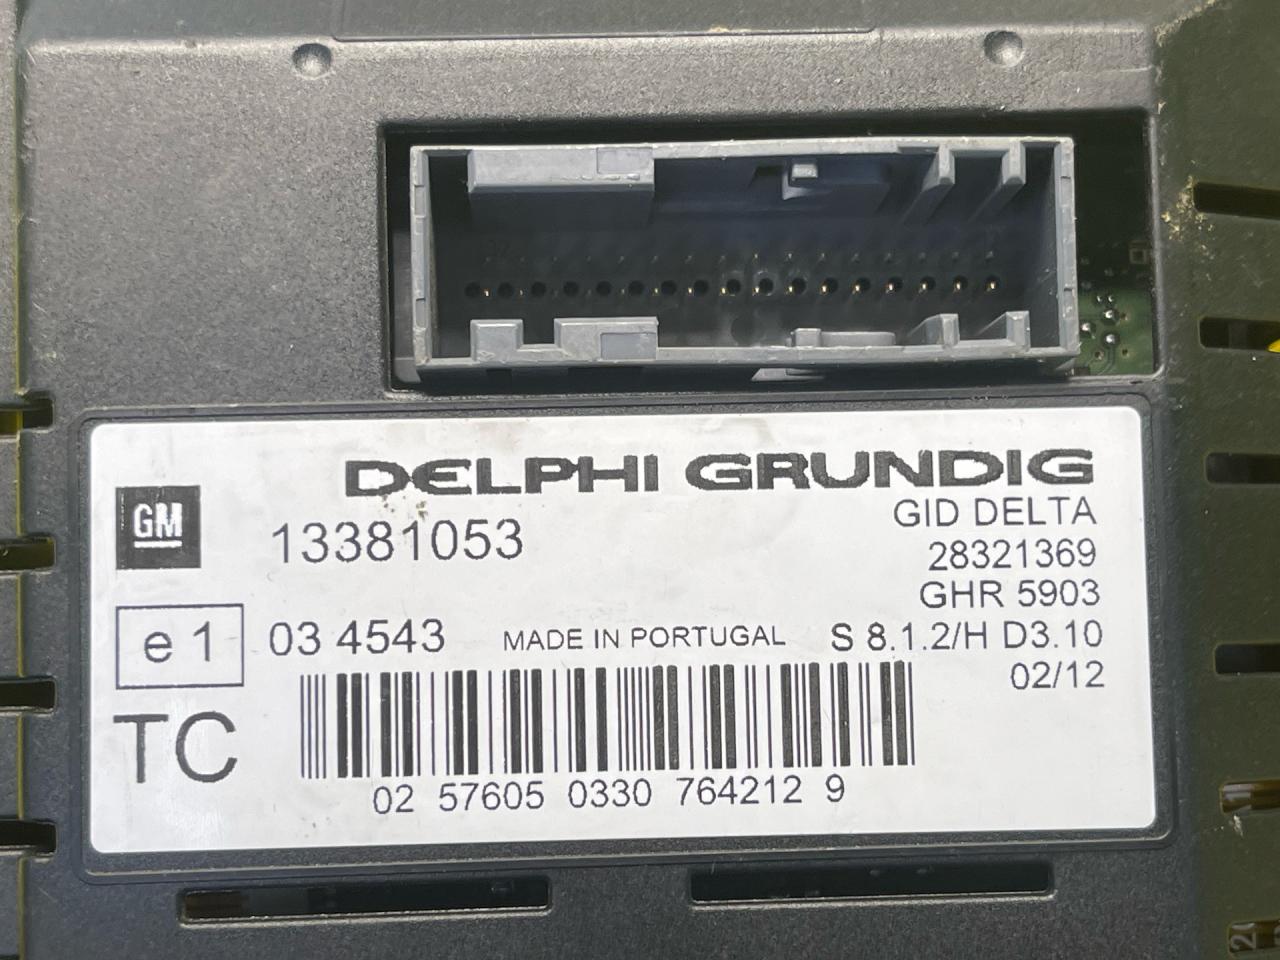 DELPHI GRUNDIG
GM
13381053
GID DELTA
28321369
GHR 5903
e 1
03 4543
MADE IN PORTUGAL
S 8.1.2/H D3.10
02/12
TC
02 57605 0330 764212 9